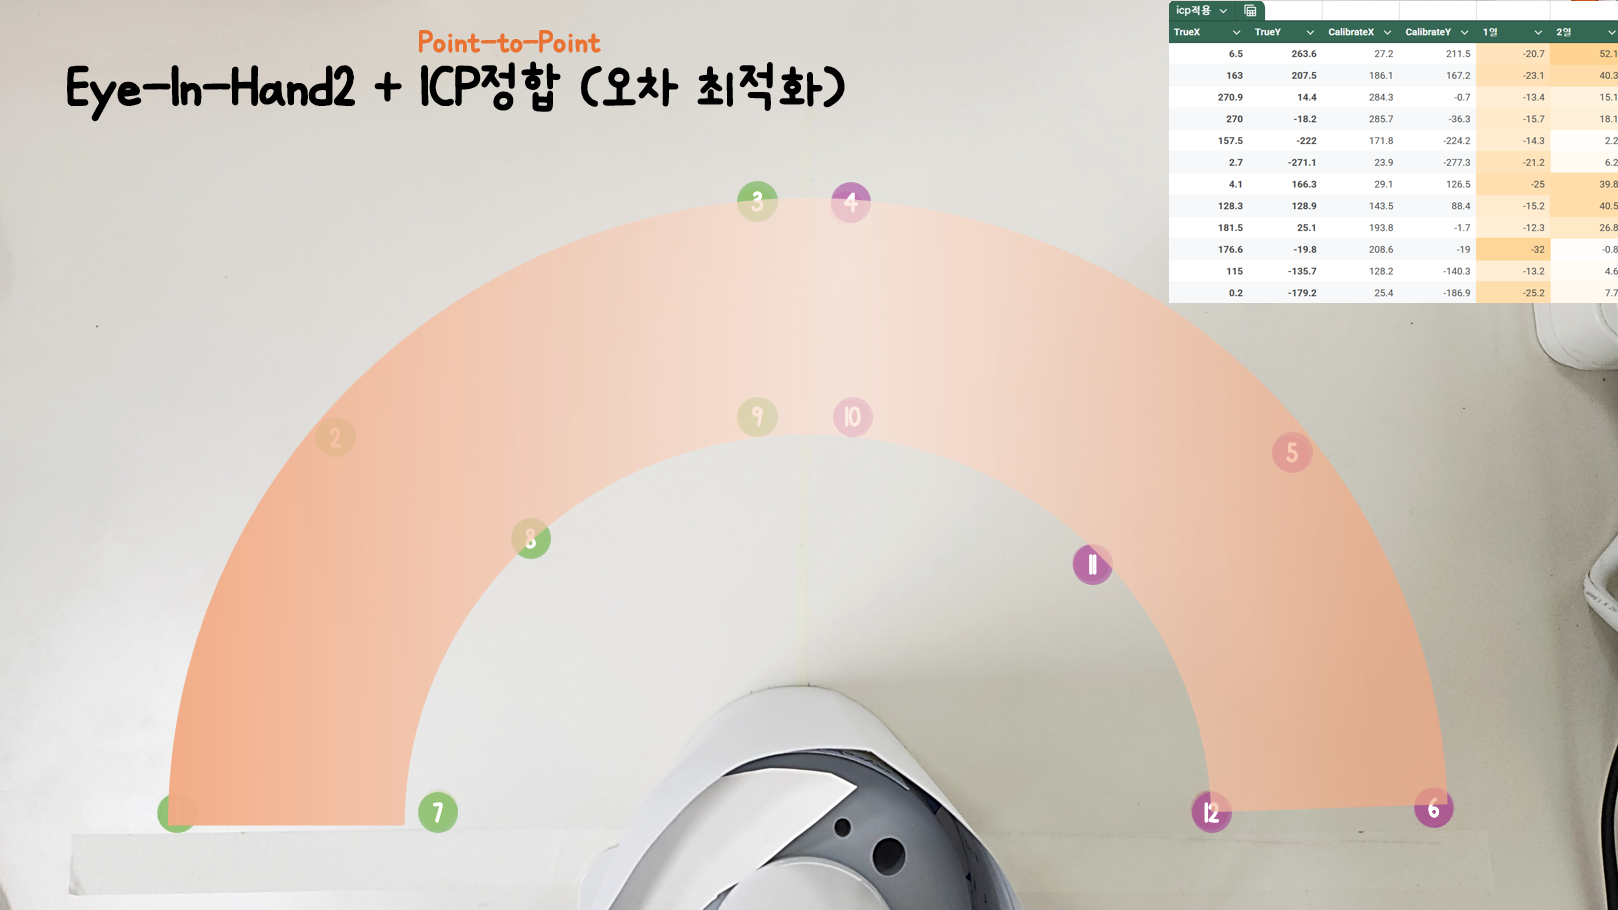 Point-to-Point
Eye-In-Hand2 + ICP정합 (오차 최적화)
icp적용
TrueX TrueY CalibrateX CalibrateY 1열 2열
6.5 263.6 27.2 211.5 -20.7 52.1
163 207.5 186.1 167.2 -23.1 40.3
270.9 14.4 284.3 -0.7 -13.4 15.1
270 -18.2 285.7 -36.3 -15.7 18.1
157.5 -222 171.8 -224.2 -14.3 2.2
2.7 -271.1 23.9 -277.3 -21.2 6.2
4.1 166.3 29.1 126.5 -25 39.8
128.3 128.9 143.5 88.4 -15.2 40.5
181.5 25.1 193.8 -1.7 -12.3 26.8
176.6 -19.8 208.6 -19 -32 -0.8
115 -135.7 128.2 -140.3 -13.2 4.6
0.2 -179.2 25.4 -186.9 -25.2 7.7
3 4
9 10
2 5
8 11
1 7 12 6